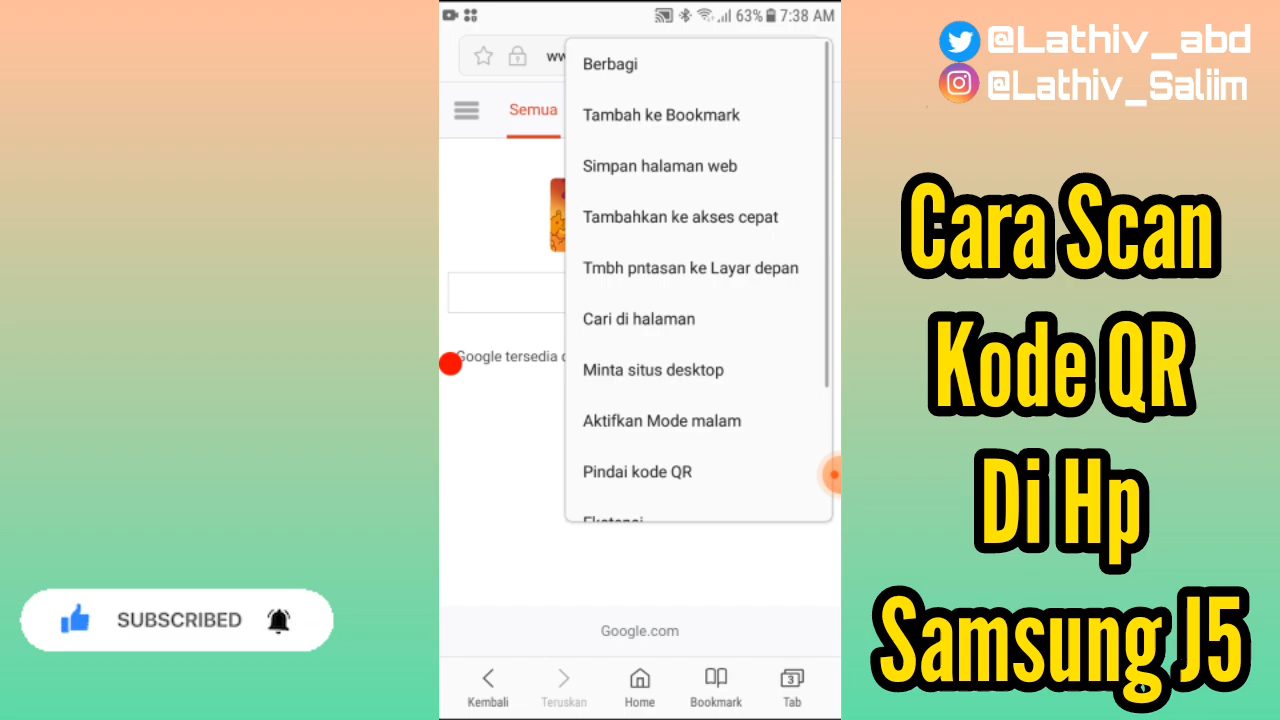 63% 7:38 AM
ww
Berbagi
Tambah ke Bookmark
Simpan halaman web
Tambahkan ke akses cepat
Tmbh pntasan ke Layar depan
Cari di halaman
Minta situs desktop
Aktifkan Mode malam
Pindai kode QR
Semua
Google tersedia
Google.com
Kembali
Teruskan
Home
Bookmark
3
Tab
SUBSCRIBED
@Lathiv_abd
@Lathiv_Saliim
Cara Scan
Kode QR
Di Hp
Samsung J5